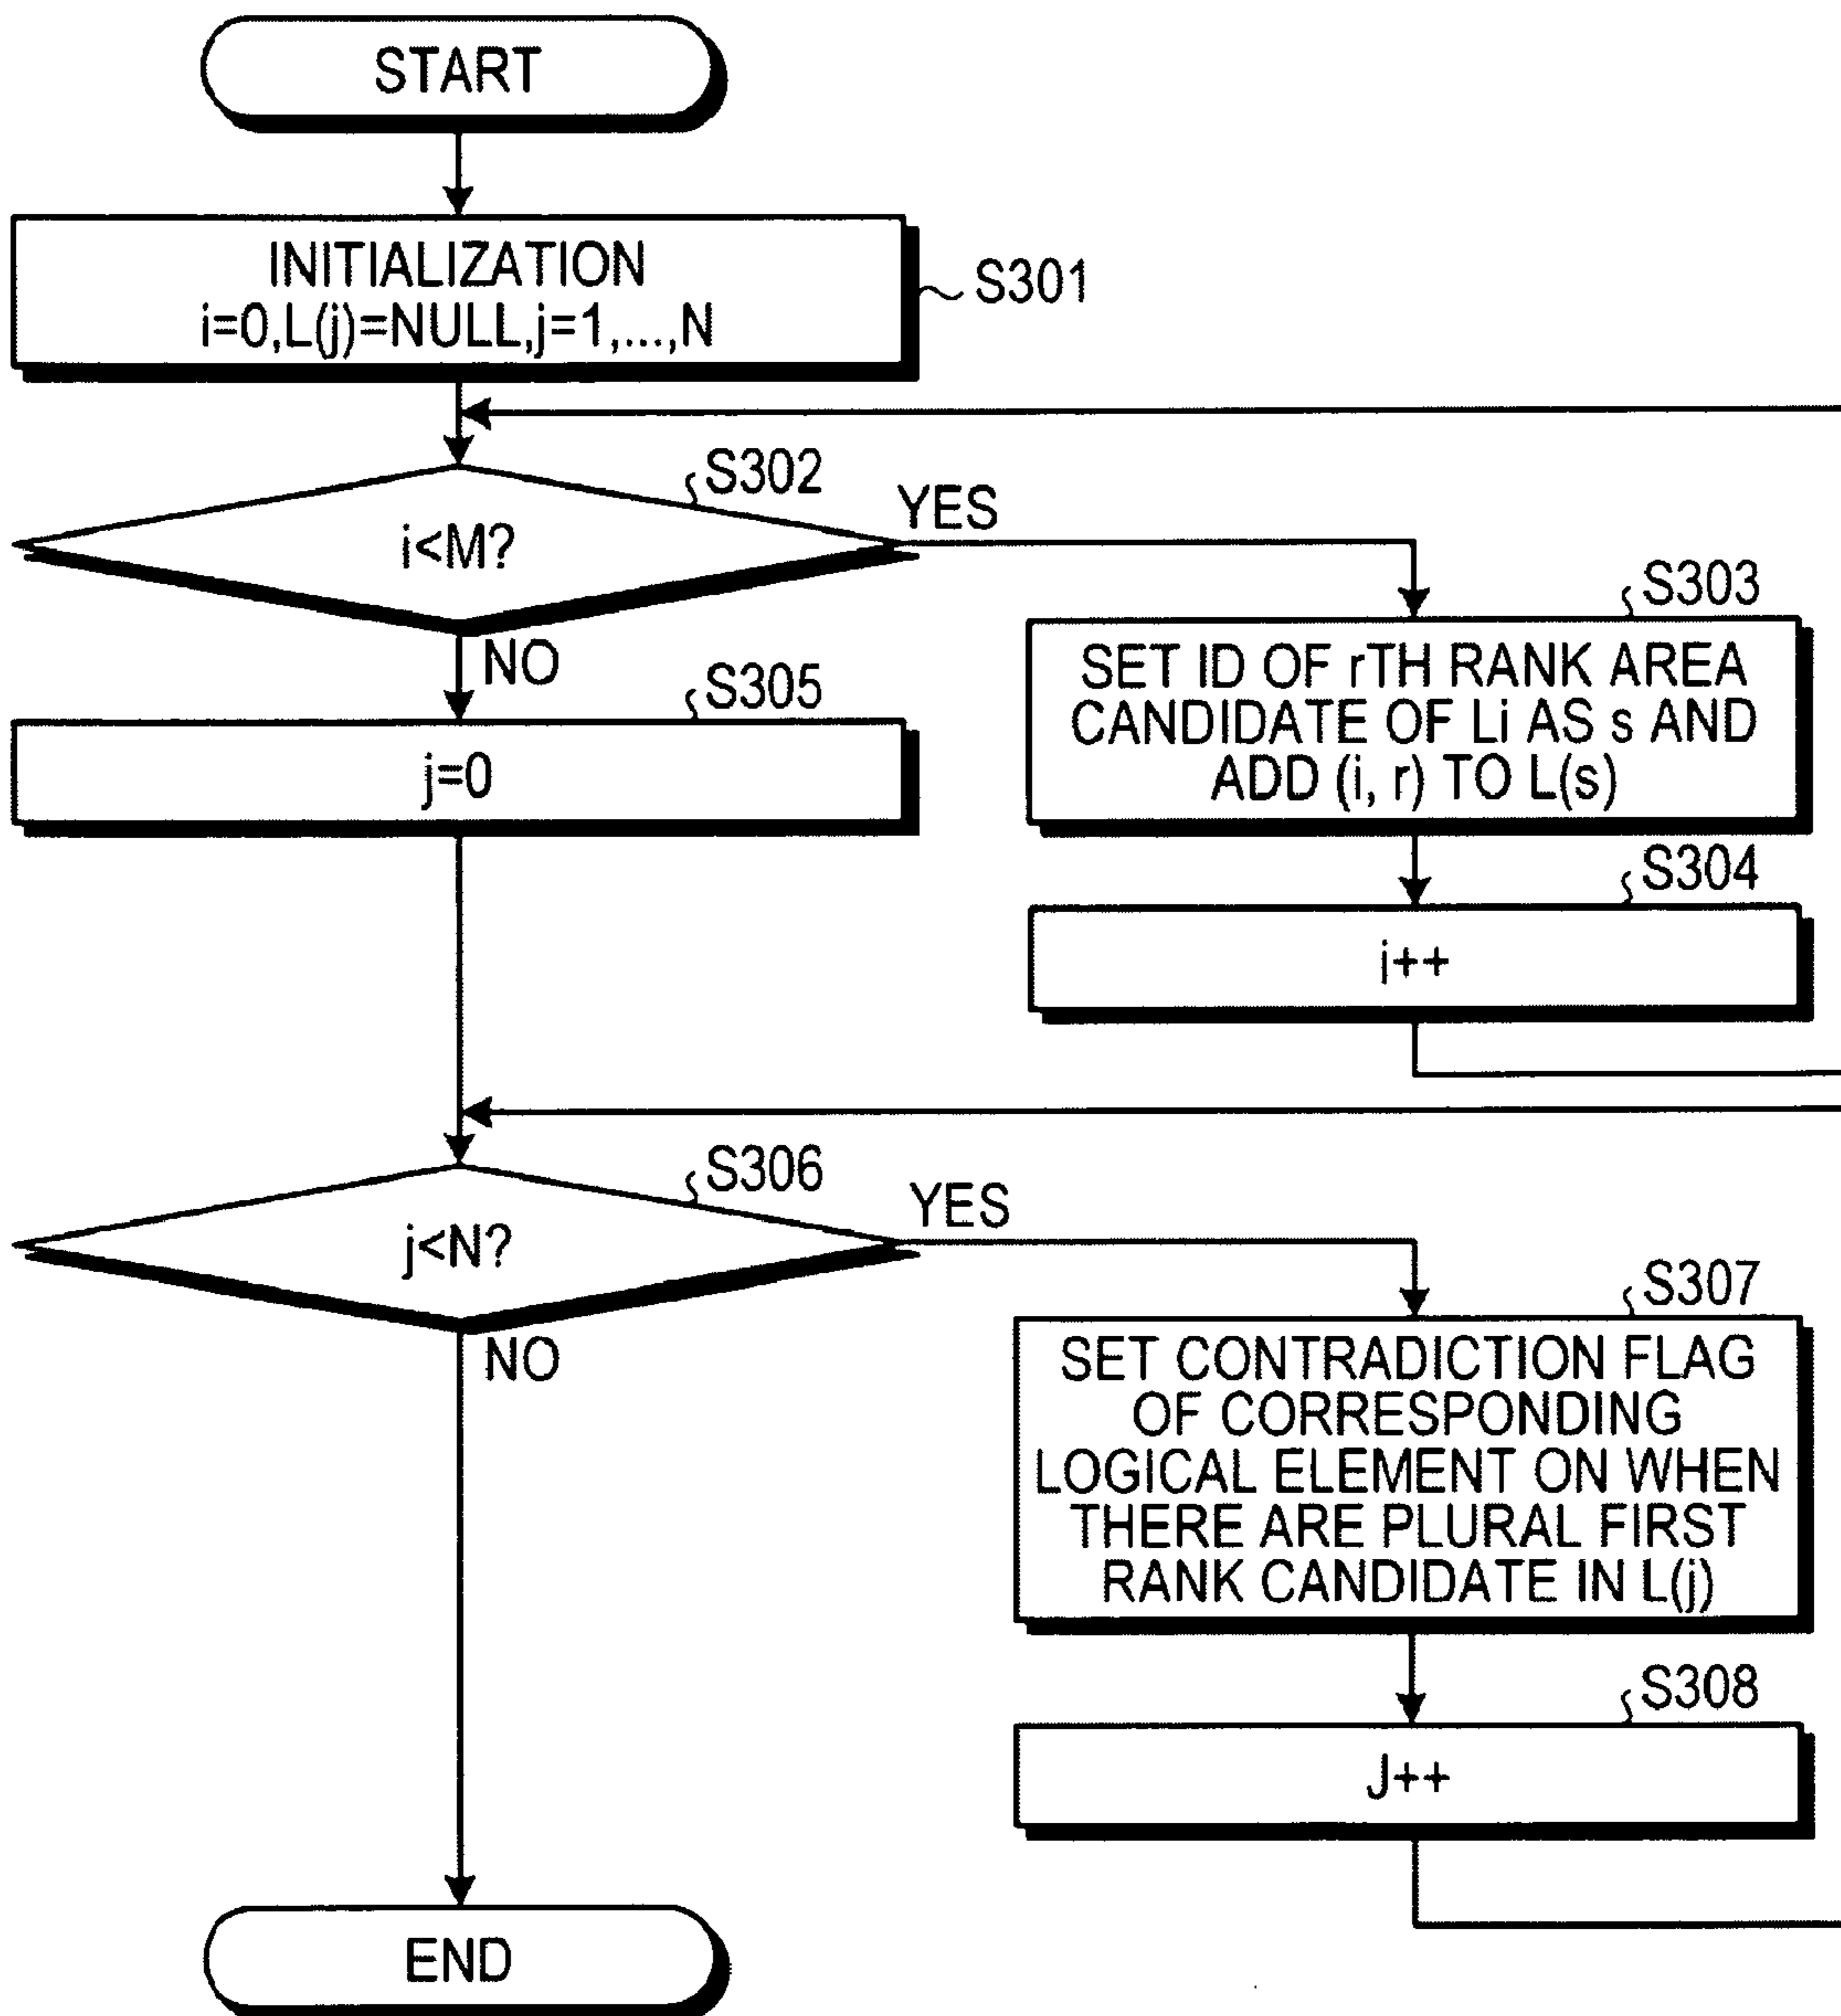 START
INITIALIZATION
i=0,L(j)=NULL,j=1,...,N
S301
S302
i<M?
YES
NO
S303
SET ID OF rTH RANK AREA
CANDIDATE OF Li AS s AND
ADD (i, r) TO L(s)
S304
i++
S305
j=0
S306
j<N?
YES
NO
S307
SET CONTRADICTION FLAG
OF CORRESPONDING
LOGICAL ELEMENT ON WHEN
THERE ARE PLURAL FIRST
RANK CANDIDATE IN L(j)
S308
J++
END